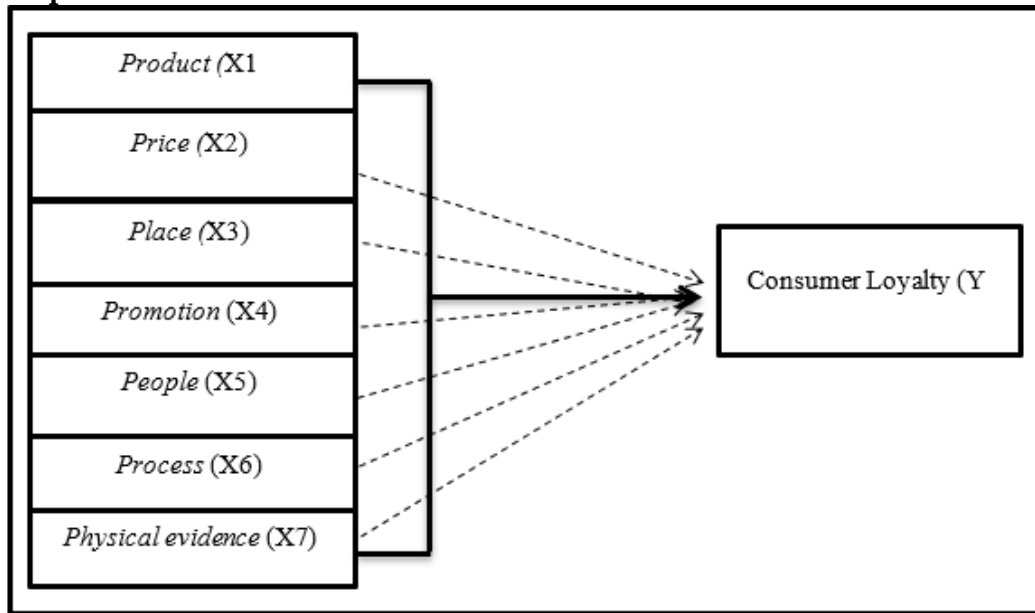 Product (X1
Price (X2)
Place (X3)
Promotion (X4)
People (X5)
Process (X6)
Physical evidence (X7)
Consumer Loyalty (Y